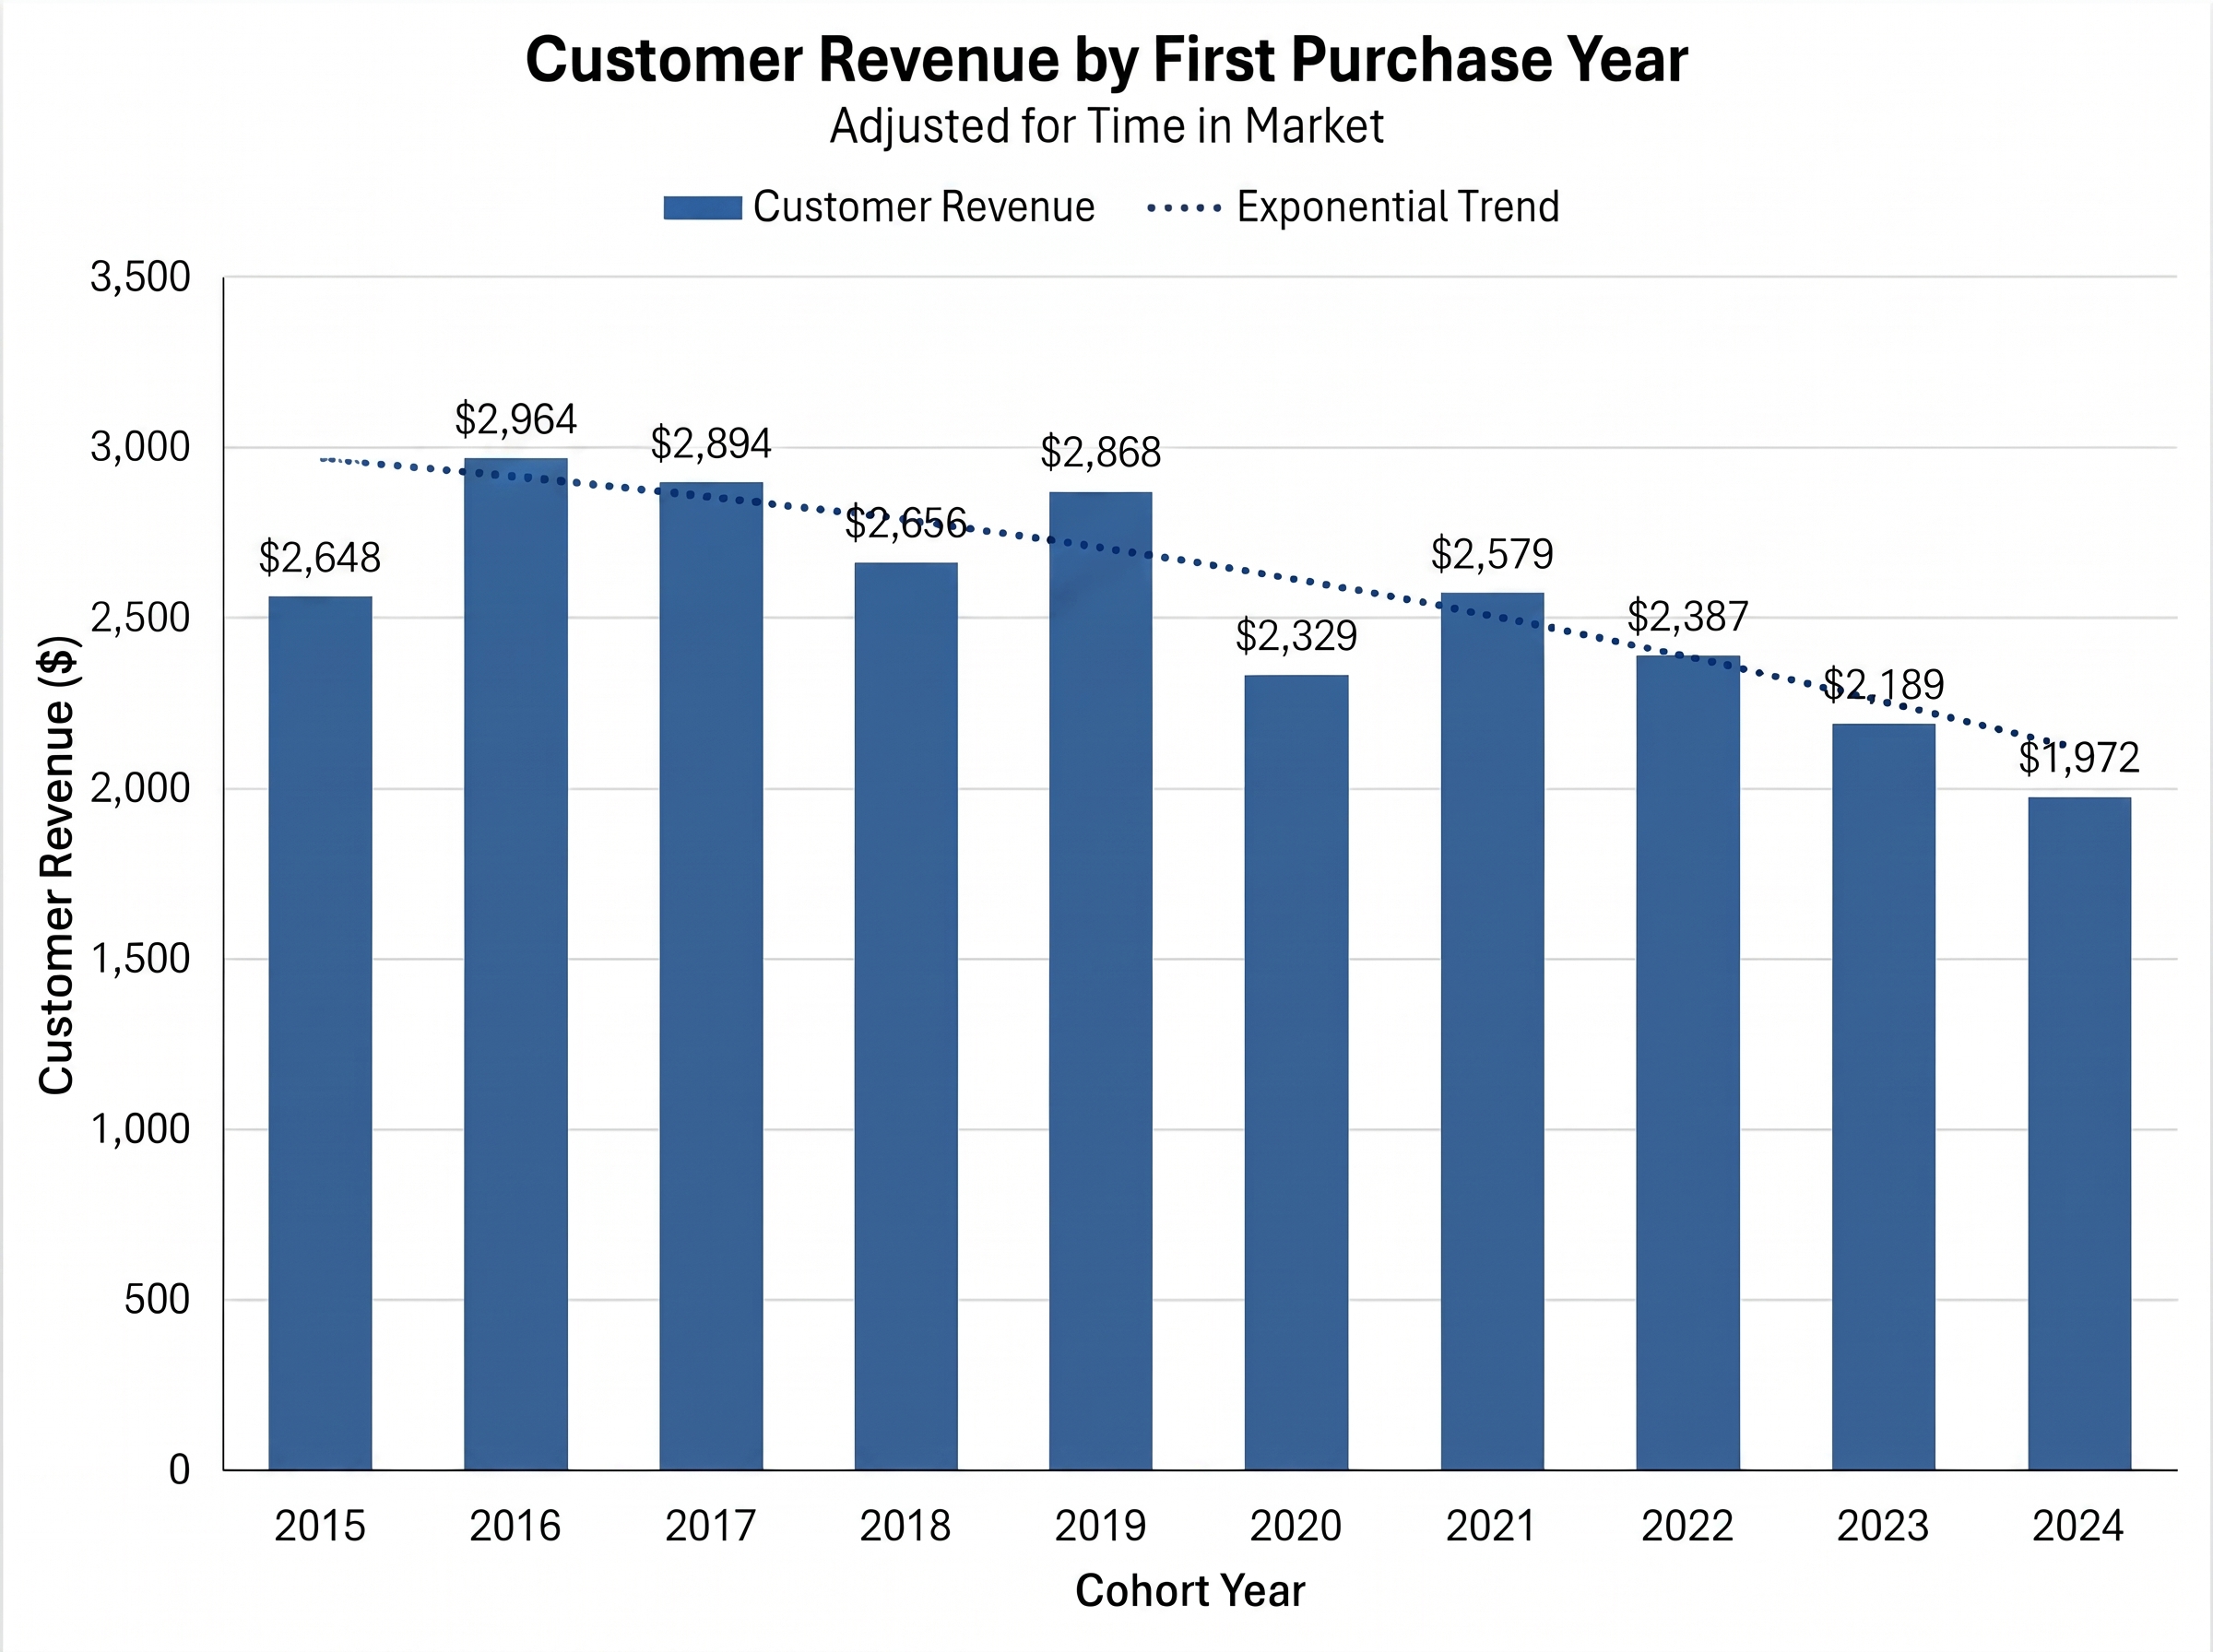 Customer Revenue by First Purchase Year
Adjusted for Time in Market
Customer Revenue
Exponential Trend
3,500
3,000
2,500
2,000
1,500
1,000
500
0
Customer Revenue ($)
$2,648
$2,964
$2,894
$2,656
$2,868
$2,329
$2,579
$2,387
$2,189
$1,972
2015 2016 2017 2018 2019 2020 2021 2022 2023 2024
Cohort Year